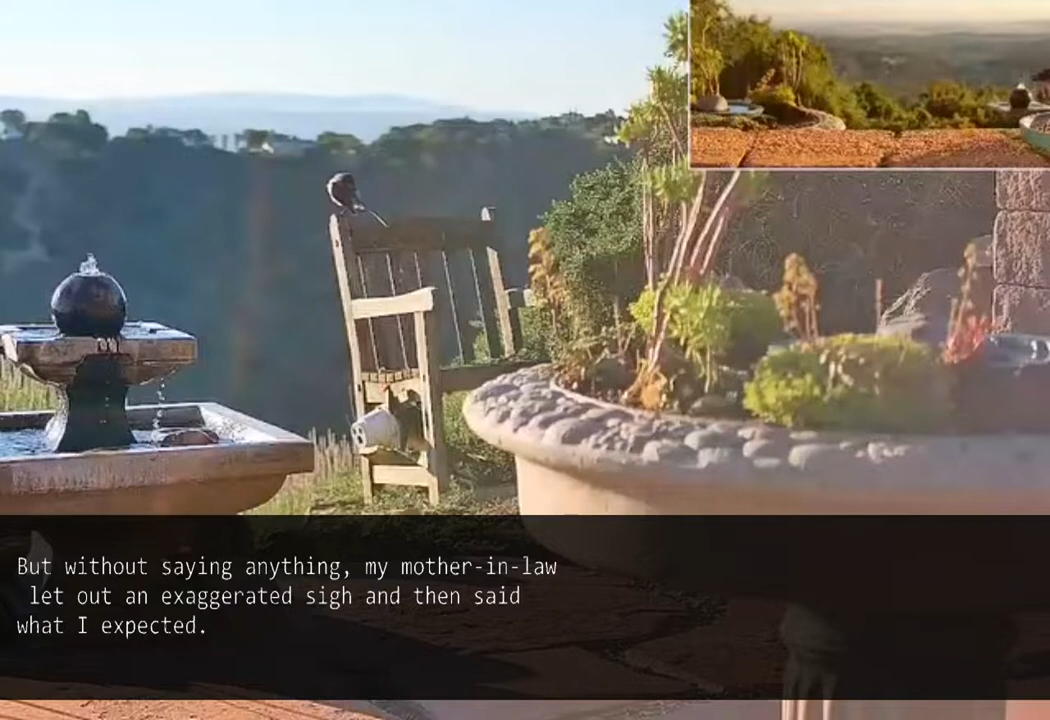 But without saying anything, my mother-in-law
let out an exaggerated sigh and then said
what I expected.